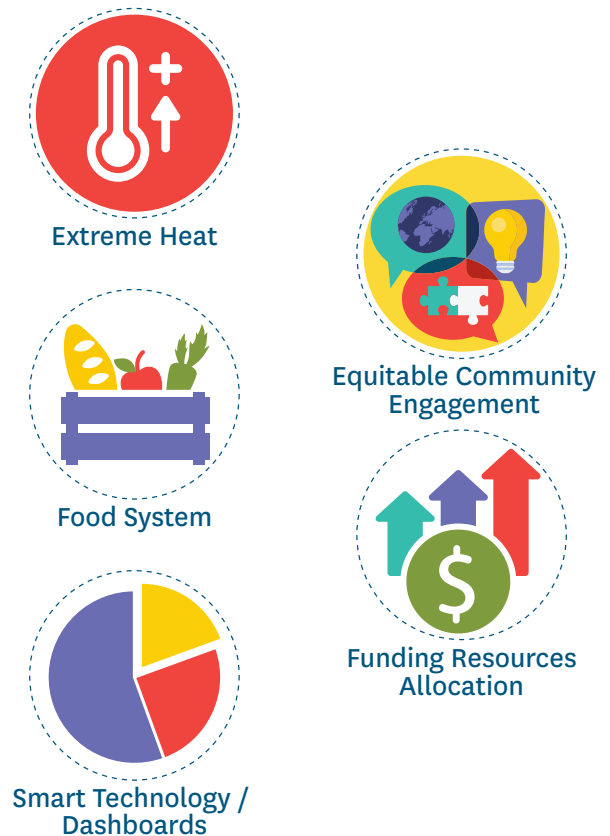 Extreme Heat
Food System
Smart Technology /
Dashboards
Equitable Community
Engagement
$
Funding Resources
Allocation